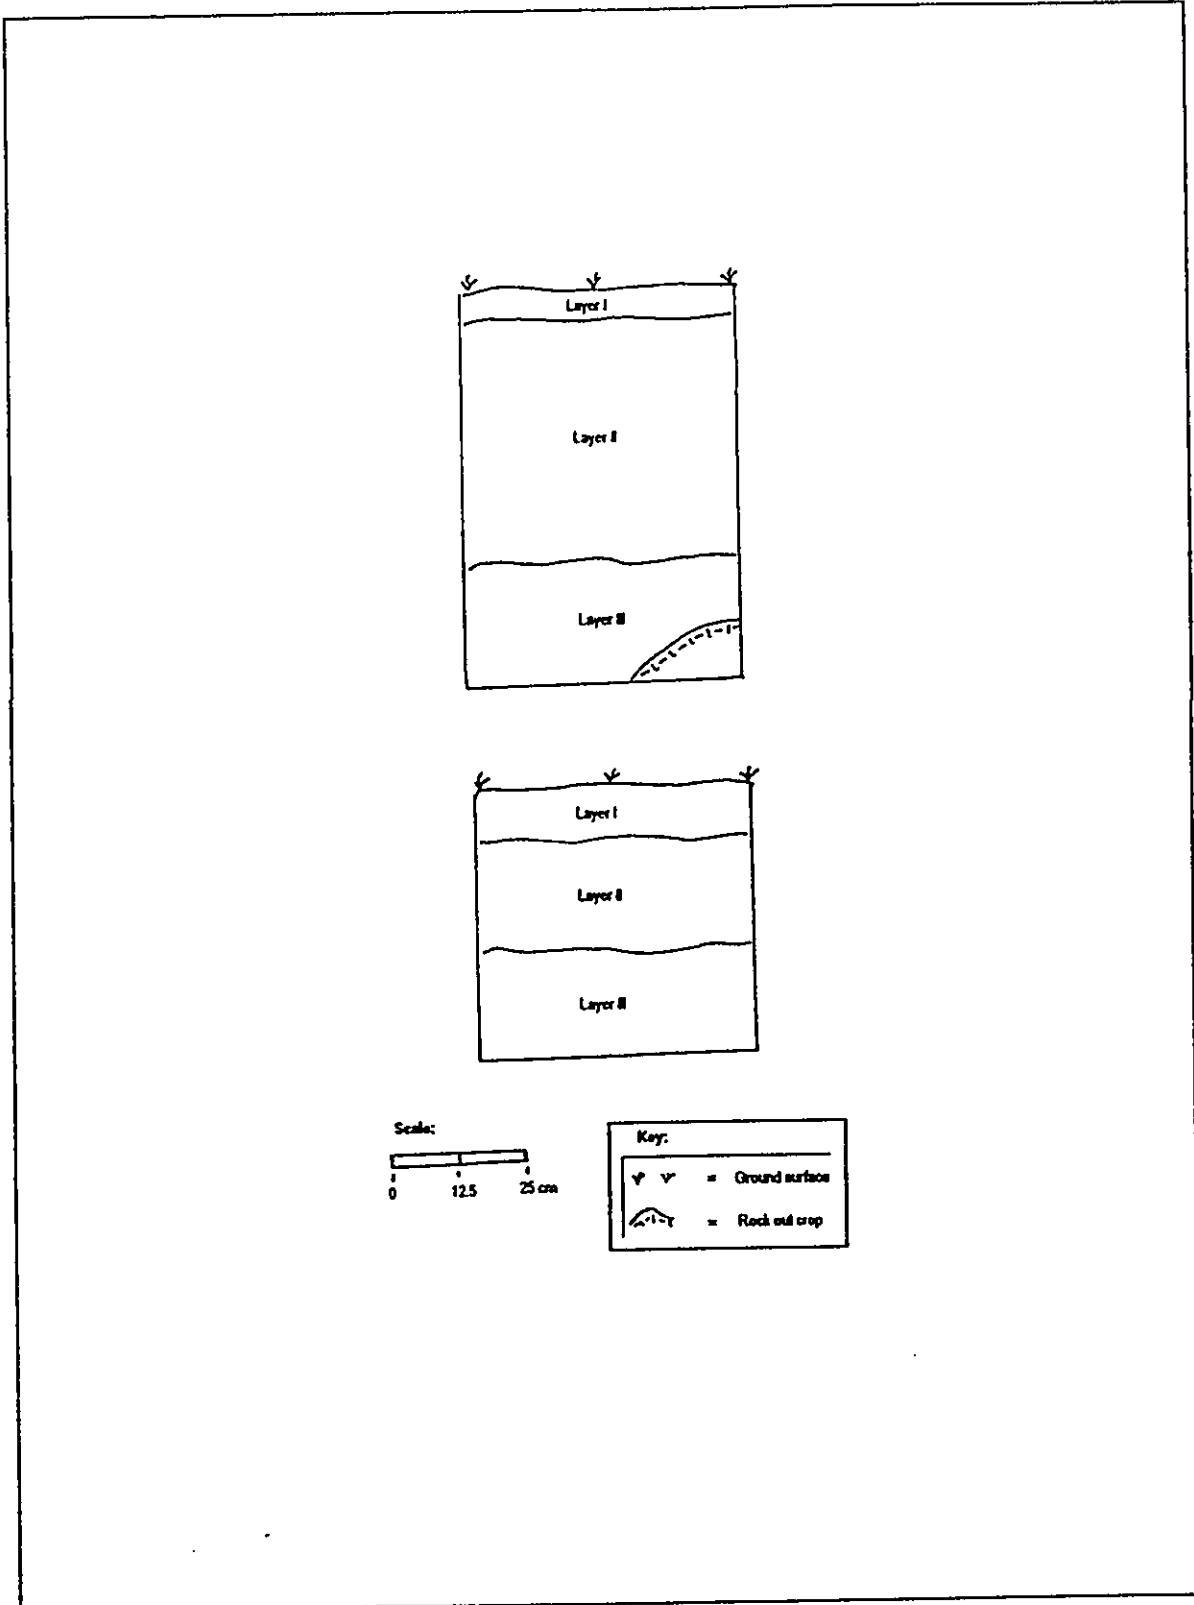 Layer I
Layer II
Layer III
Layer I
Layer II
Layer III
Scale:
0 12.5 25 cm
Key:
= Ground surface
= Rock out crop